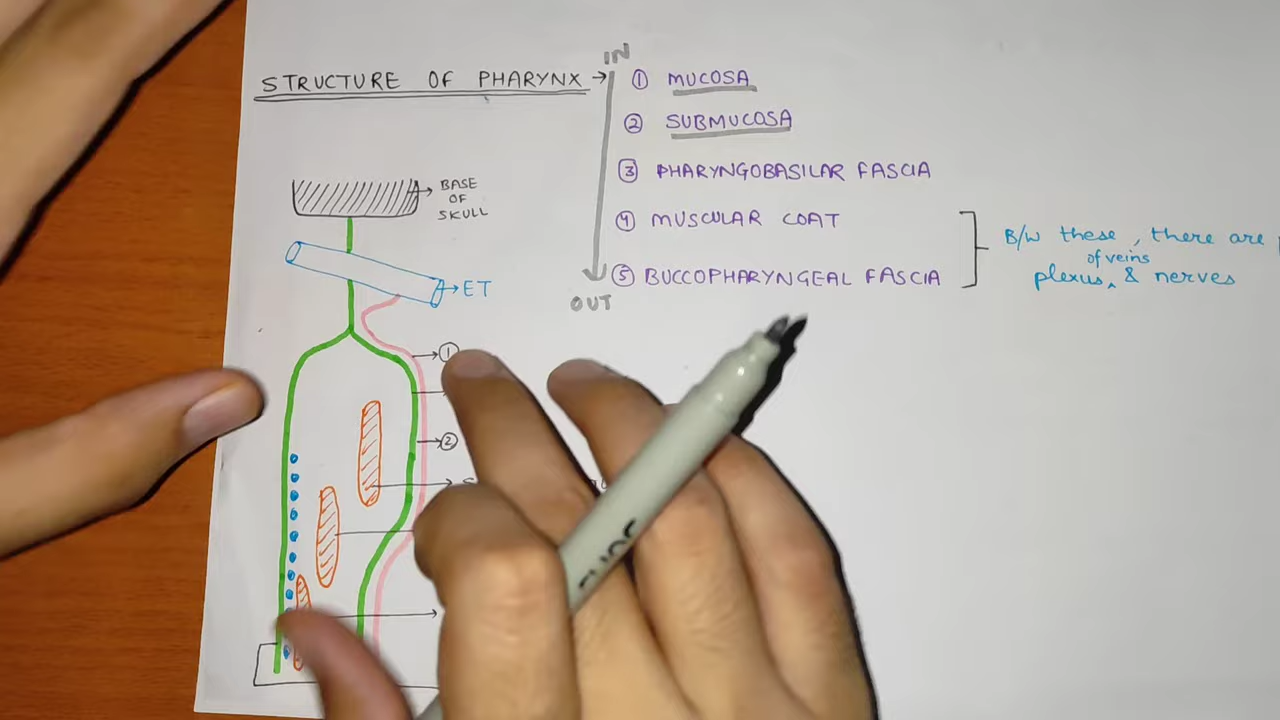 STRUCTURE OF PHARYNX →
IN
① MUCOSA
② SUBMUCOSA
③ PHARYNGOBASILAR FASCIA
④ MUSCULAR COAT
⑤ BUCCOPHARYNGEAL FASCIA
OUT
B/W these, there are
of veins
plexus & nerves
BASE
OF
SKULL
ET
①
②